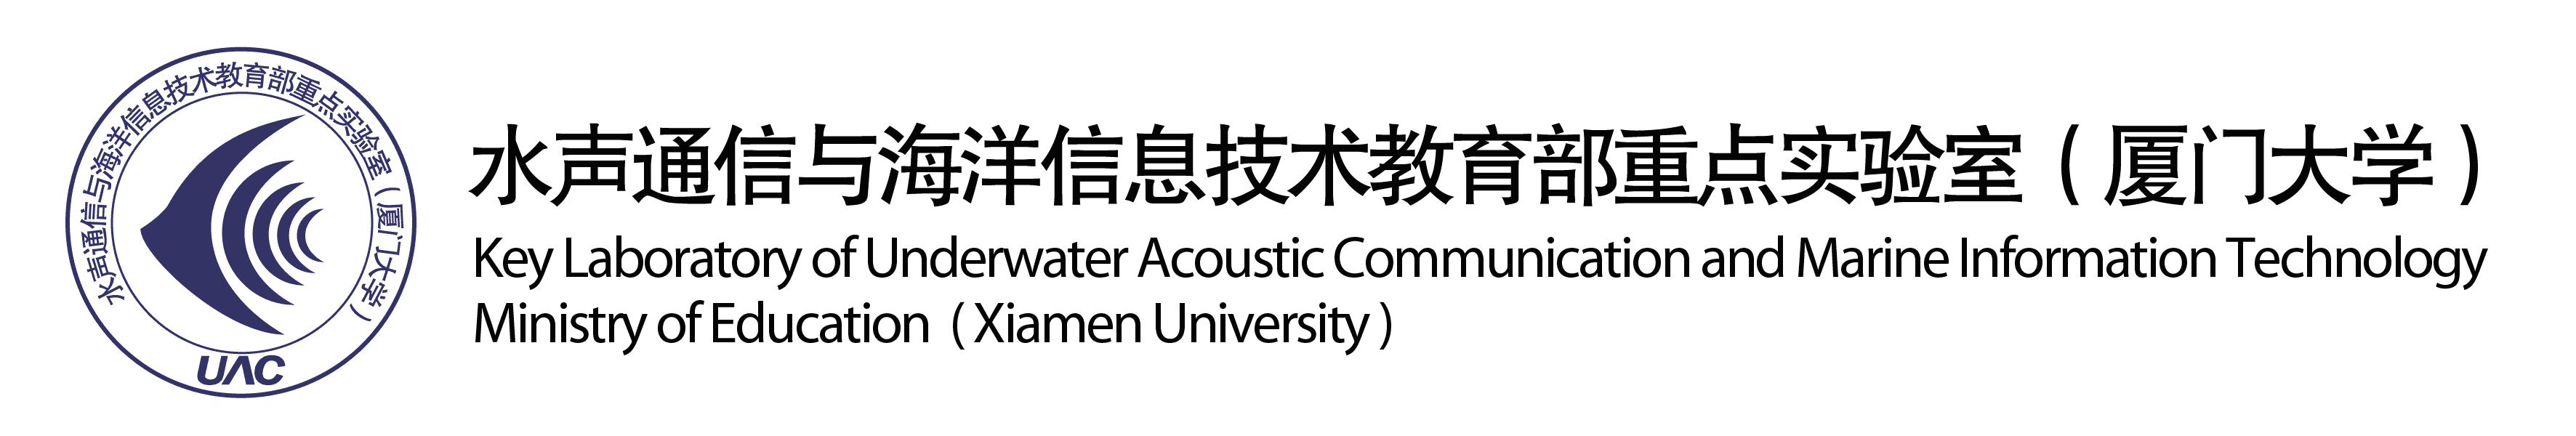 水声通信与海洋信息技术教育部重点实验室（厦门大学）
UAC
水声通信与海洋信息技术教育部重点实验室（厦门大学）
Key Laboratory of Underwater Acoustic Communication and Marine Information Technology
Ministry of Education（Xiamen University）